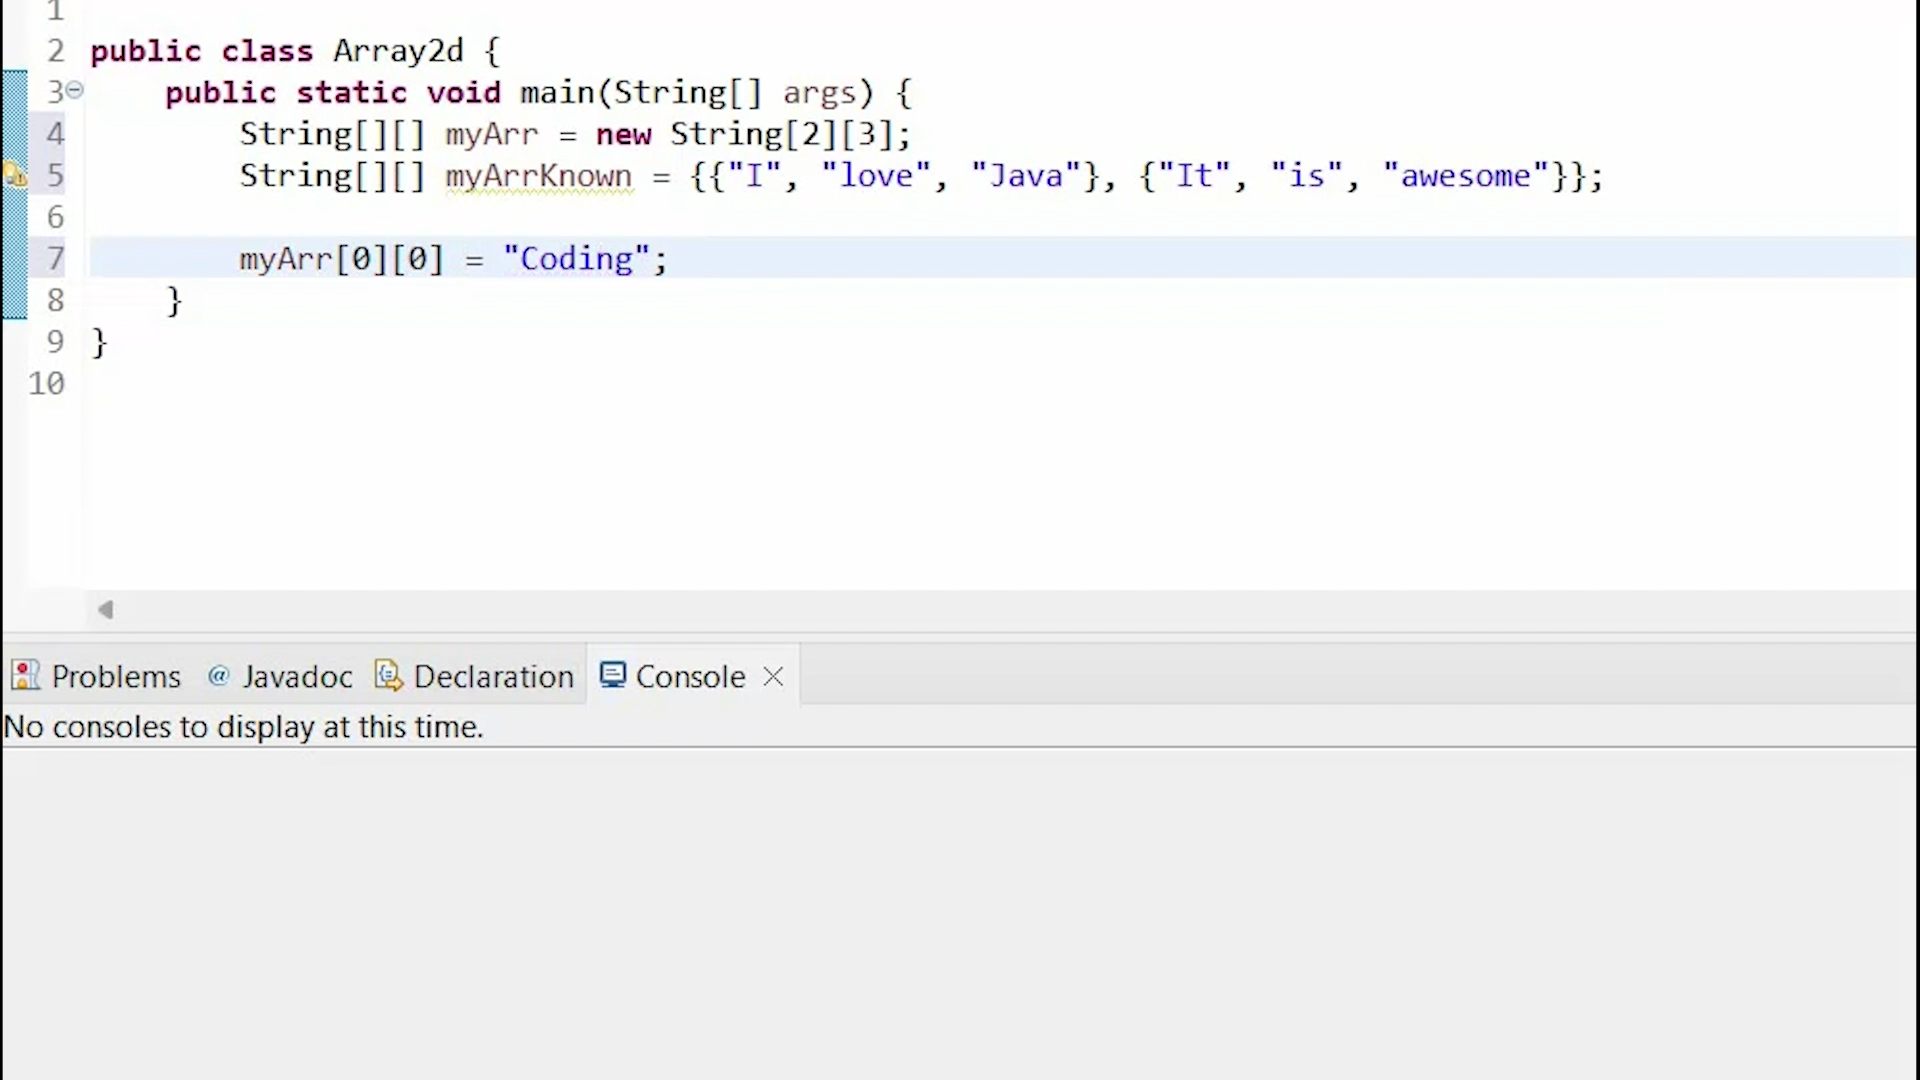 1
2 public class Array2d {
3 public static void main(String[] args) {
4 String[][] myArr = new String[2][3];
5 String[][] myArrKnown = {{"I", "love", "Java"}, {"It", "is", "awesome"}};
6
7 myArr[0][0] = "Coding";
8 }
9 }
10
Problems @ Javadoc Declaration Console
No consoles to display at this time.